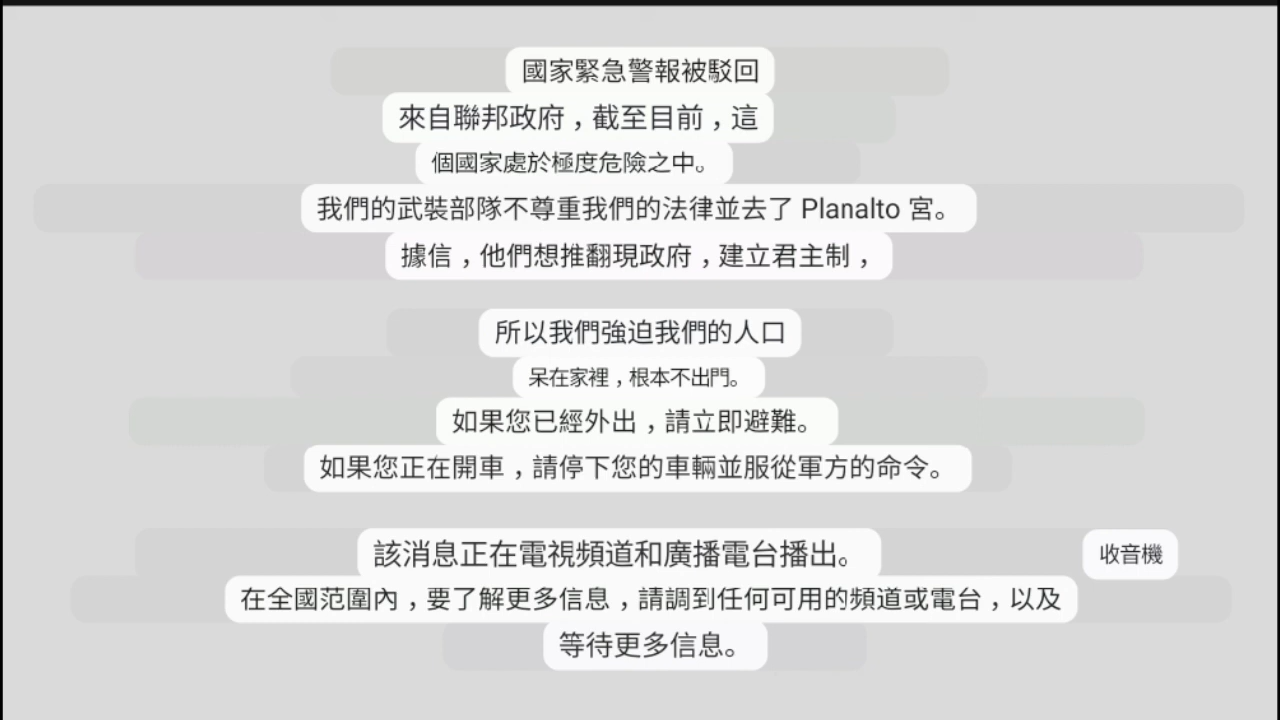 國家緊急警報被駁回
來自聯邦政府，截至目前，這
個國家處於極度危險之中。
我們的武裝部隊不尊重我們的法律並去了 Planalto 宮。
據信，他們想推翻現政府，建立君主制，
所以我們強迫我們的人口
呆在家裡，根本不出門。
如果您已經外出，請立即避難。
如果您正在開車，請停下您的車輛並服從軍方的命令。
該消息正在電視頻道和廣播電台播出。 收音機
在全國范圍內，要了解更多信息，請調到任何可用的頻道或電台，以及
等待更多信息。